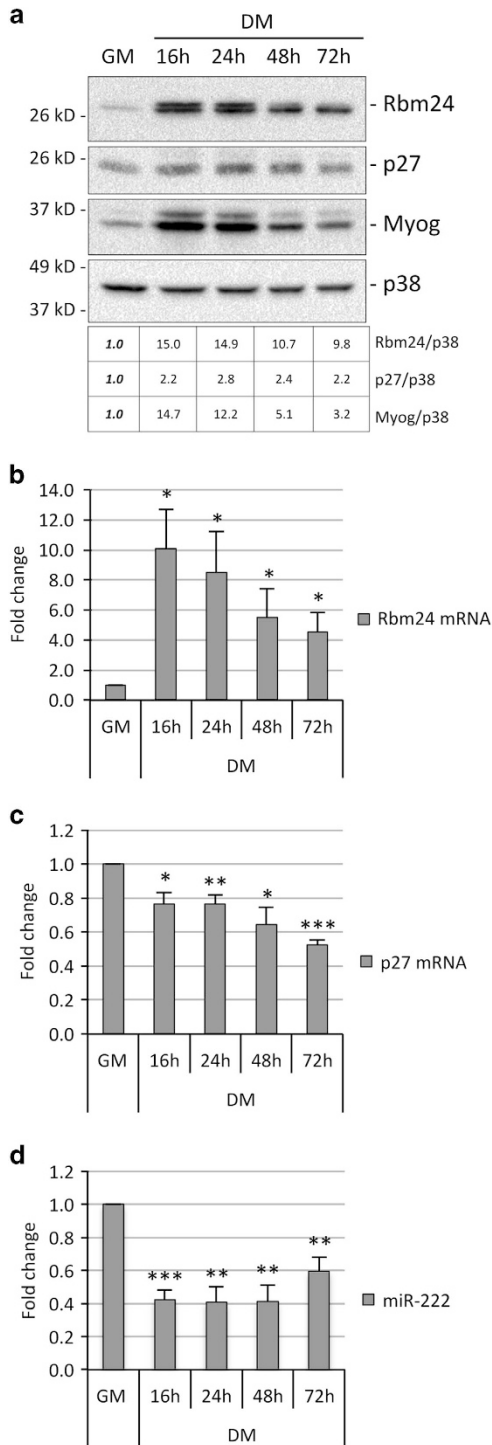 a
DM
GM 16h 24h 48h 72h
26 kD - - Rbm24
26 kD - - p27
37 kD - - Myog
49 kD - - p38
37 kD -
1.0 15.0 14.9 10.7 9.8 Rbm24/p38
1.0 2.2 2.8 2.4 2.2 p27/p38
1.0 14.7 12.2 5.1 3.2 Myog/p38
b
14.0
12.0
10.0
8.0
6.0
4.0
2.0
0.0
Fold change
* * * *
Rbm24 mRNA
GM 16h 24h 48h 72h
DM
c
1.2
1.0
0.8
0.6
0.4
0.2
0.0
Fold change
* ** * ***
p27 mRNA
GM 16h 24h 48h 72h
DM
d
1.2
1.0
0.8
0.6
0.4
0.2
0.0
Fold change
*** ** ** **
miR-222
GM 16h 24h 48h 72h
DM